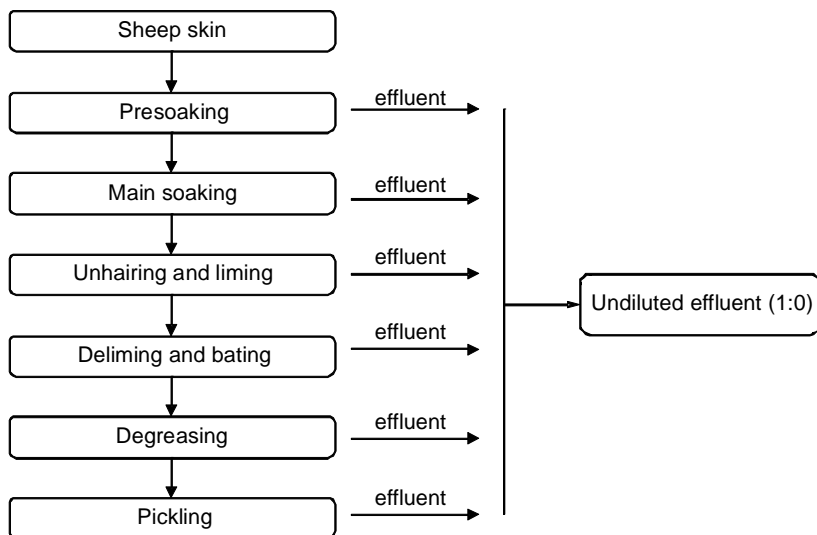 Sheep skin
Presoaking
effluent
Main soaking
effluent
Unhairing and liming
effluent
Undiluted effluent (1:0)
Deliming and bating
effluent
Degreasing
effluent
Pickling
effluent